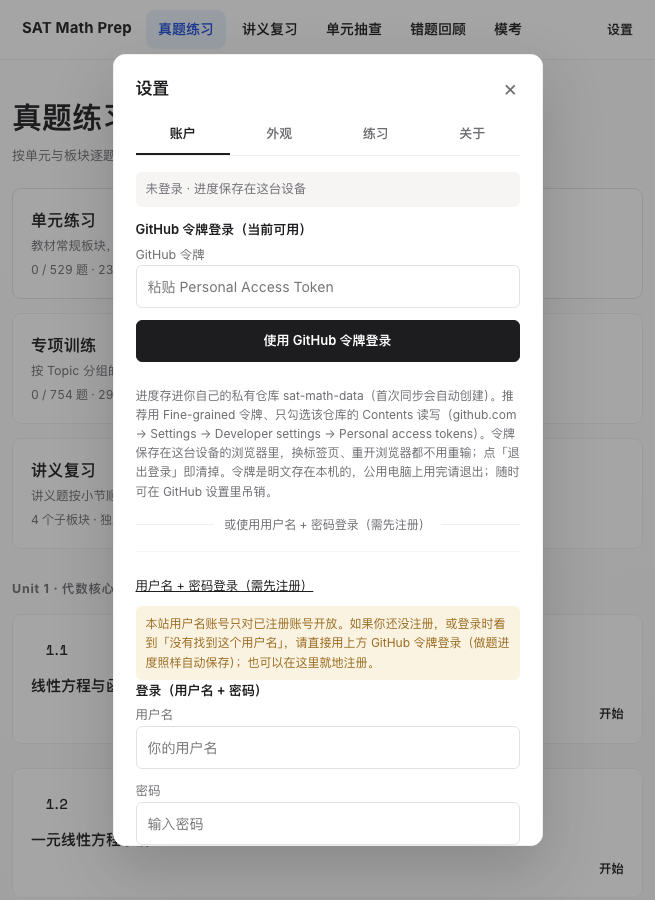 SAT Math Prep 真题练习 讲义复习 单元抽查 错题回顾 模考 设置
真题练习
按单元与板块逐题
单元练习
教材常规板块，
0 / 529 题 · 23
专项训练
按 Topic 分组的
0 / 754 题 · 29
讲义复习
讲义题按小节顺
4 个子板块 · 独
Unit 1 · 代数核心
1.1
线性方程与函
开始
1.2
一元线性方程
开始
设置
账户 外观 练习 关于
未登录 · 进度保存在这台设备
GitHub 令牌登录（当前可用）
GitHub 令牌
粘贴 Personal Access Token
使用 GitHub 令牌登录
进度存进你自己的私有仓库 sat-math-data（首次同步会自动创建）。推
荐用 Fine-grained 令牌、只勾选该仓库的 Contents 读写（github.com
→ Settings → Developer settings → Personal access tokens）。令牌
保存在这台设备的浏览器里，换标签页、重开浏览器都不用重输；点「退
出登录」即清掉。令牌是明文存在本机的，公用电脑上用完请退出；随时
可在 GitHub 设置里吊销。
或使用用户名 + 密码登录（需先注册）
用户名 + 密码登录（需先注册）
本站用户名账号只对已注册账号开放。如果你还没注册，或登录时看
到「没有找到这个用户名」，请直接用上方 GitHub 令牌登录（做题进
度照样自动保存）；也可以在这里就地注册。
登录（用户名 + 密码）
用户名
你的用户名
密码
输入密码